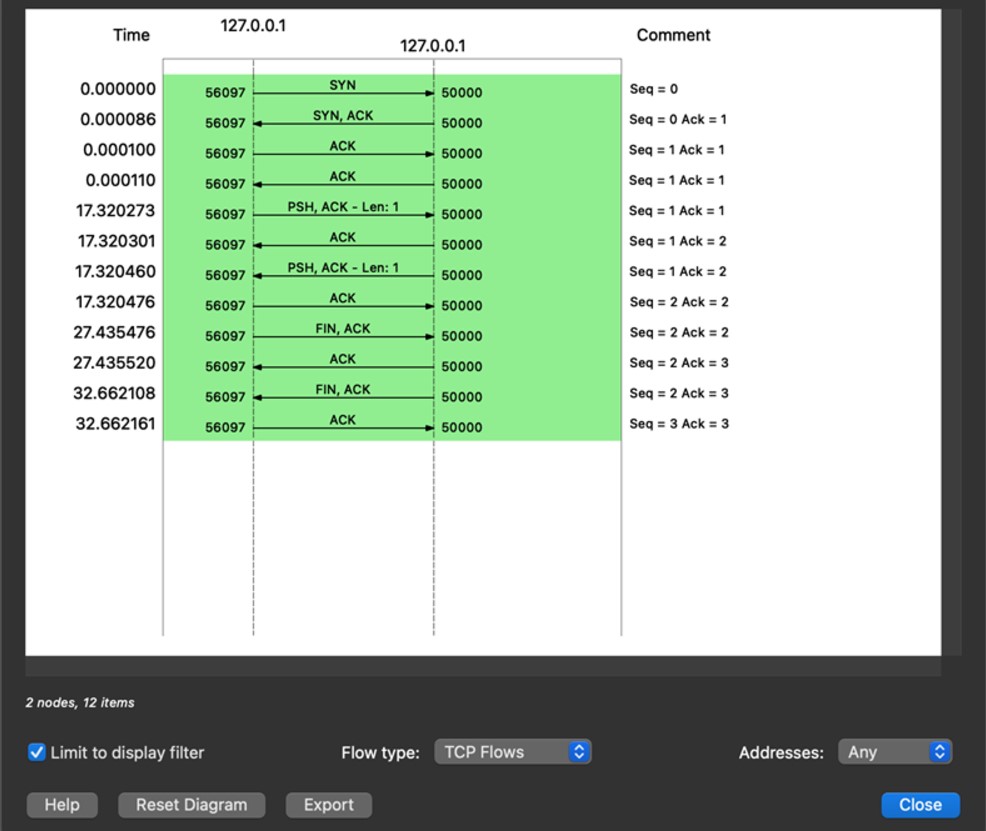 127.0.0.1
Time Comment
127.0.0.1
0.000000 56097 SYN 50000 Seq = 0
0.000086 56097 SYN, ACK 50000 Seq = 0 Ack = 1
0.000100 56097 ACK 50000 Seq = 1 Ack = 1
0.000110 56097 ACK 50000 Seq = 1 Ack = 1
17.320273 56097 PSH, ACK - Len: 1 50000 Seq = 1 Ack = 1
17.320301 56097 ACK 50000 Seq = 1 Ack = 2
17.320460 56097 PSH, ACK - Len: 1 50000 Seq = 1 Ack = 2
17.320476 56097 ACK 50000 Seq = 2 Ack = 2
27.435476 56097 FIN, ACK 50000 Seq = 2 Ack = 2
27.435520 56097 ACK 50000 Seq = 2 Ack = 3
32.662108 56097 FIN, ACK 50000 Seq = 2 Ack = 3
32.662161 56097 ACK 50000 Seq = 3 Ack = 3
2 nodes, 12 items
Limit to display filter Flow type: TCP Flows Addresses: Any
Help Reset Diagram Export Close